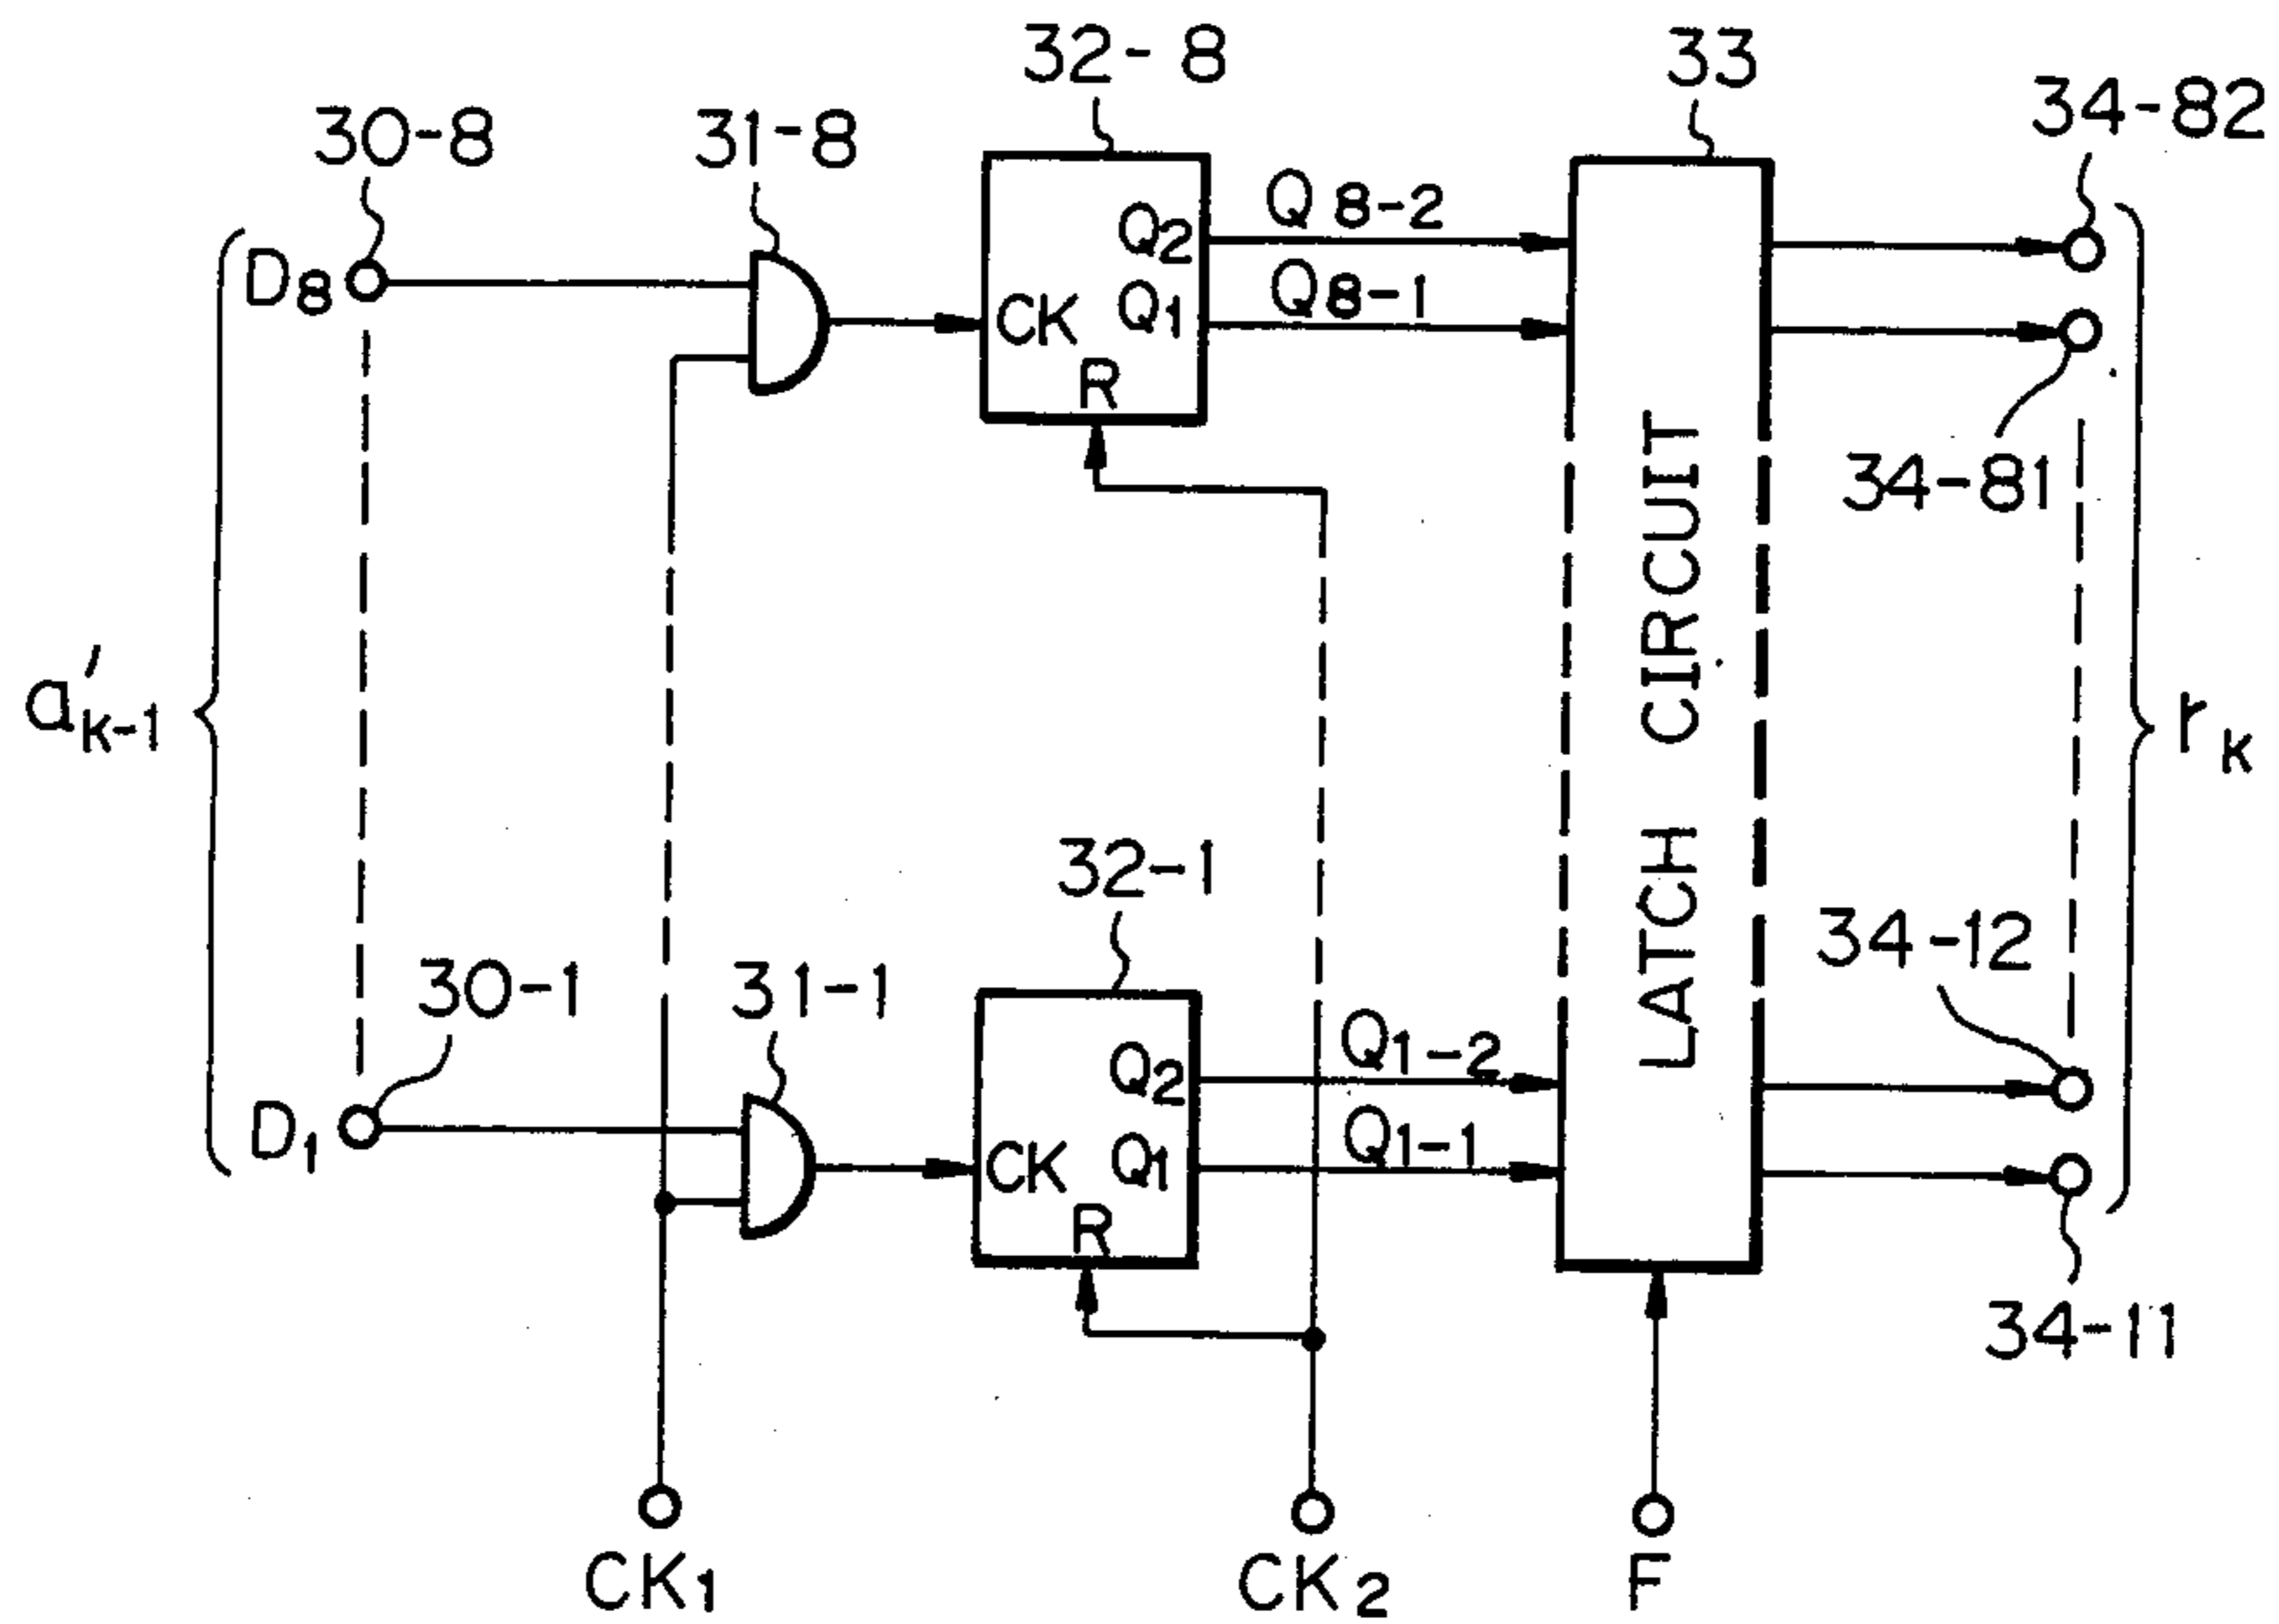 32-8
33
34-82
30-8
31-8
D8
Q2
Q8-2
CK
Q1
Q8-1
R
34-81
LATCH CIRCUIT
a'k-1
rk
32-1
34-12
30-1
31-1
D1
Q2
Q1-2
CK
Q1
Q1-1
R
34-11
CK1
CK2
F